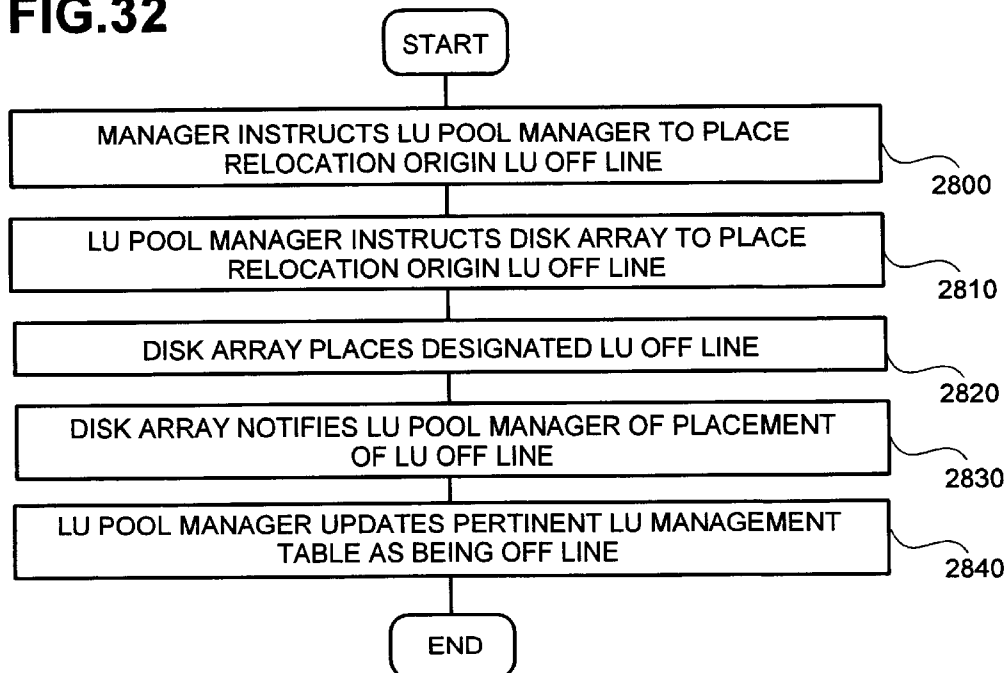 FIG.32
START
MANAGER INSTRUCTS LU POOL MANAGER TO PLACE
RELOCATION ORIGIN LU OFF LINE
2800
LU POOL MANAGER INSTRUCTS DISK ARRAY TO PLACE
RELOCATION ORIGIN LU OFF LINE
2810
DISK ARRAY PLACES DESIGNATED LU OFF LINE
2820
DISK ARRAY NOTIFIES LU POOL MANAGER OF PLACEMENT
OF LU OFF LINE
2830
LU POOL MANAGER UPDATES PERTINENT LU MANAGEMENT
TABLE AS BEING OFF LINE
2840
END